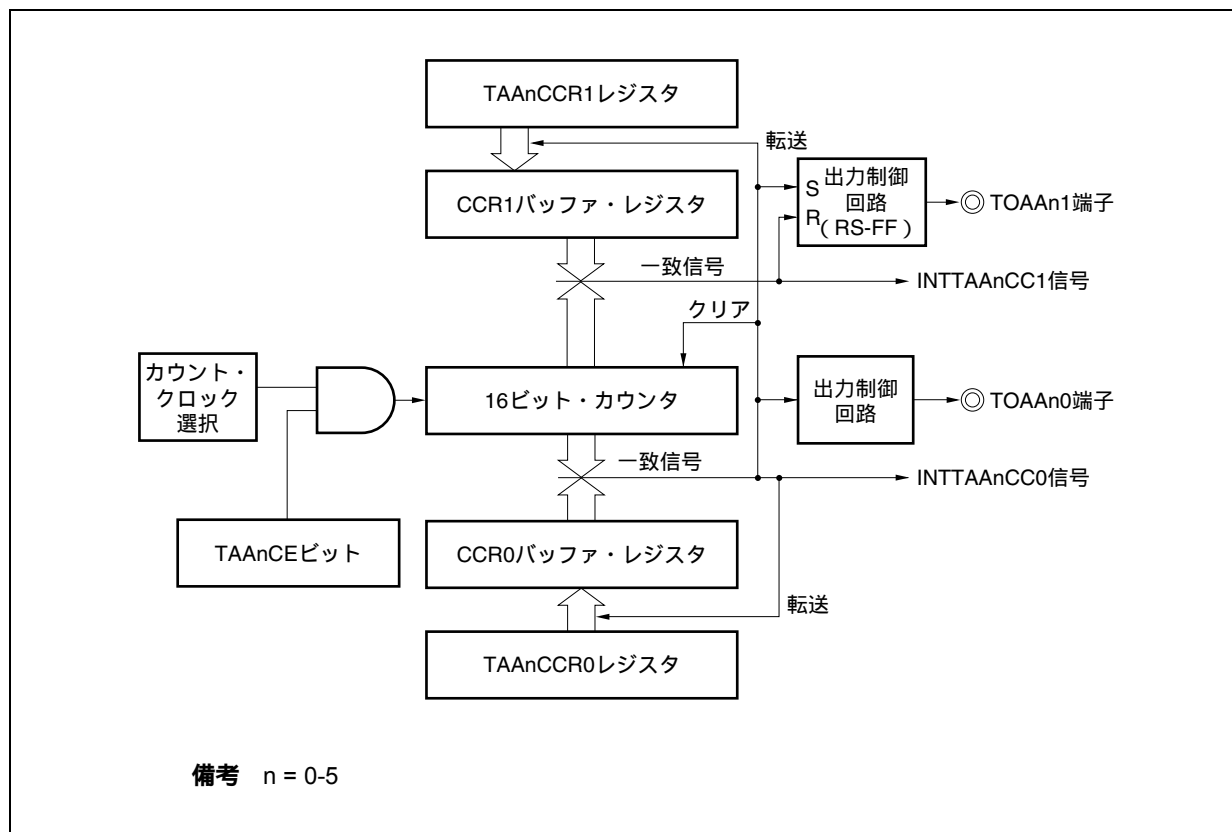 TAAnCCR1レジスタ
転送
CCR1バッファ・レジスタ
S
R
出力制御
回路
（RS-FF）
TOAAn1端子
一致信号
INTTAAnCC1信号
クリア
カウント・
クロック
選択
16ビット・カウンタ
出力制御
回路
TOAAn0端子
一致信号
INTTAAnCC0信号
TAAnCEビット
CCR0バッファ・レジスタ
転送
TAAnCCR0レジスタ
備考 n = 0-5